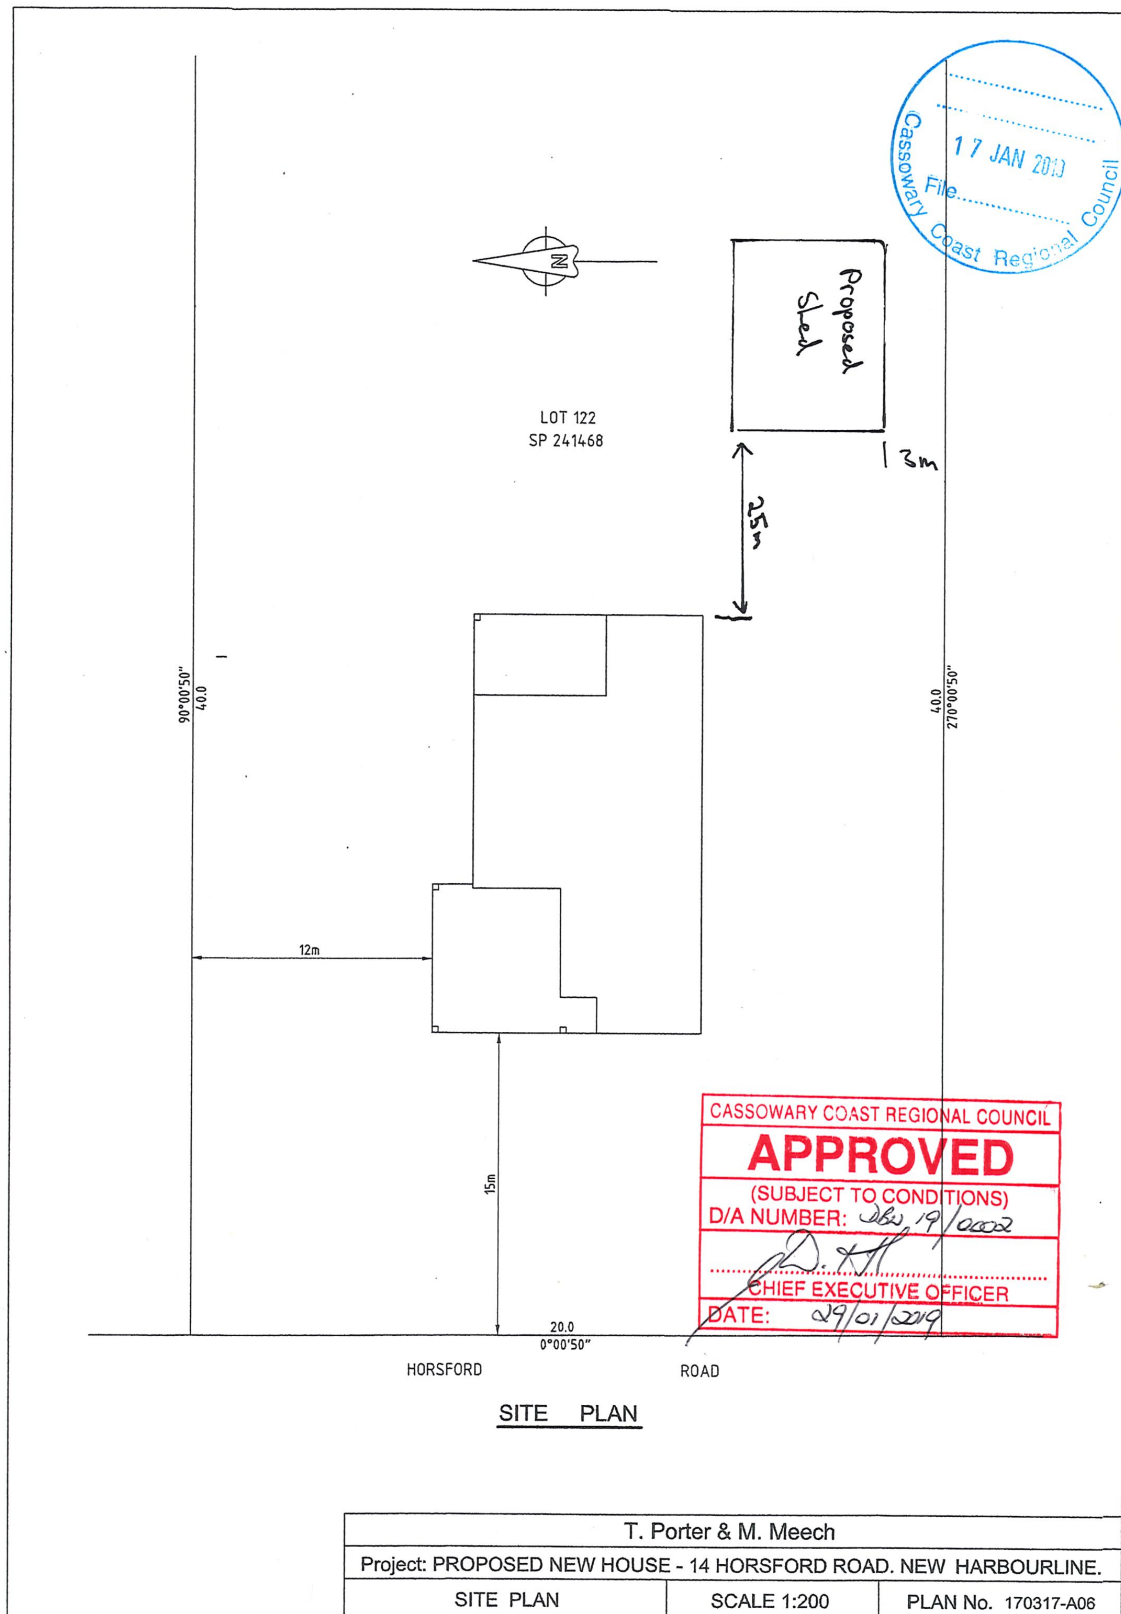 17 JAN 201
File
Cassowary Coast Regional Council
N
Proposed
Shed
LOT 122
SP 241468
3m
25m
90°00'50"
40.0
40.0
270°00'50"
12m
15m
CASSOWARY COAST REGIONAL COUNCIL
APPROVED
(SUBJECT TO CONDITIONS)
D/A NUMBER: 19/0002
CHIEF EXECUTIVE OFFICER
DATE: 29/01/2019
20.0
0°00'50"
HORSFORD ROAD
SITE PLAN
T. Porter & M. Meech
Project: PROPOSED NEW HOUSE - 14 HORSFORD ROAD. NEW HARBOURLINE.
SITE PLAN SCALE 1:200 PLAN No. 170317-A06